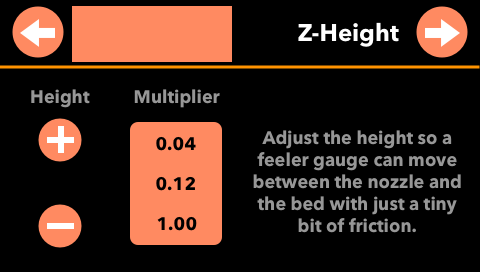 Z-Height
Height
Multiplier
0.04
0.12
1.00
Adjust the height so a
feeler gauge can move
between the nozzle and
the bed with just a tiny
bit of friction.